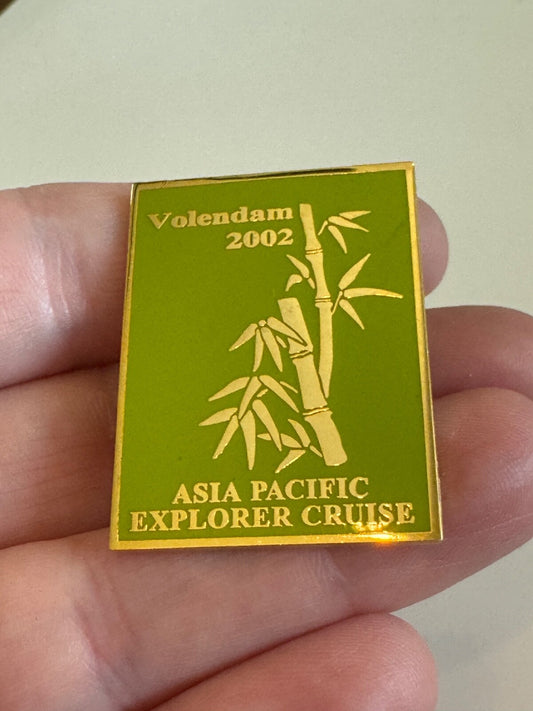 Volendam
2002
ASIA PACIFIC
EXPLORER CRUISE